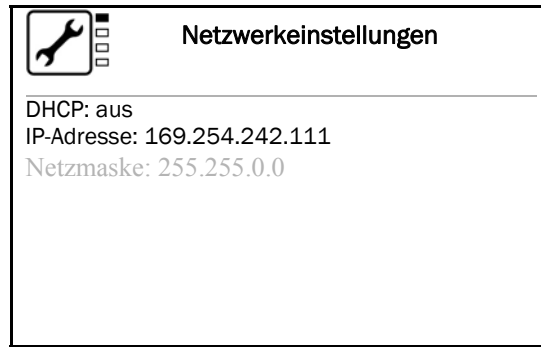 Netzwerkeinstellungen
DHCP: aus
IP-Adresse: 169.254.242.111
Netzmaske: 255.255.0.0